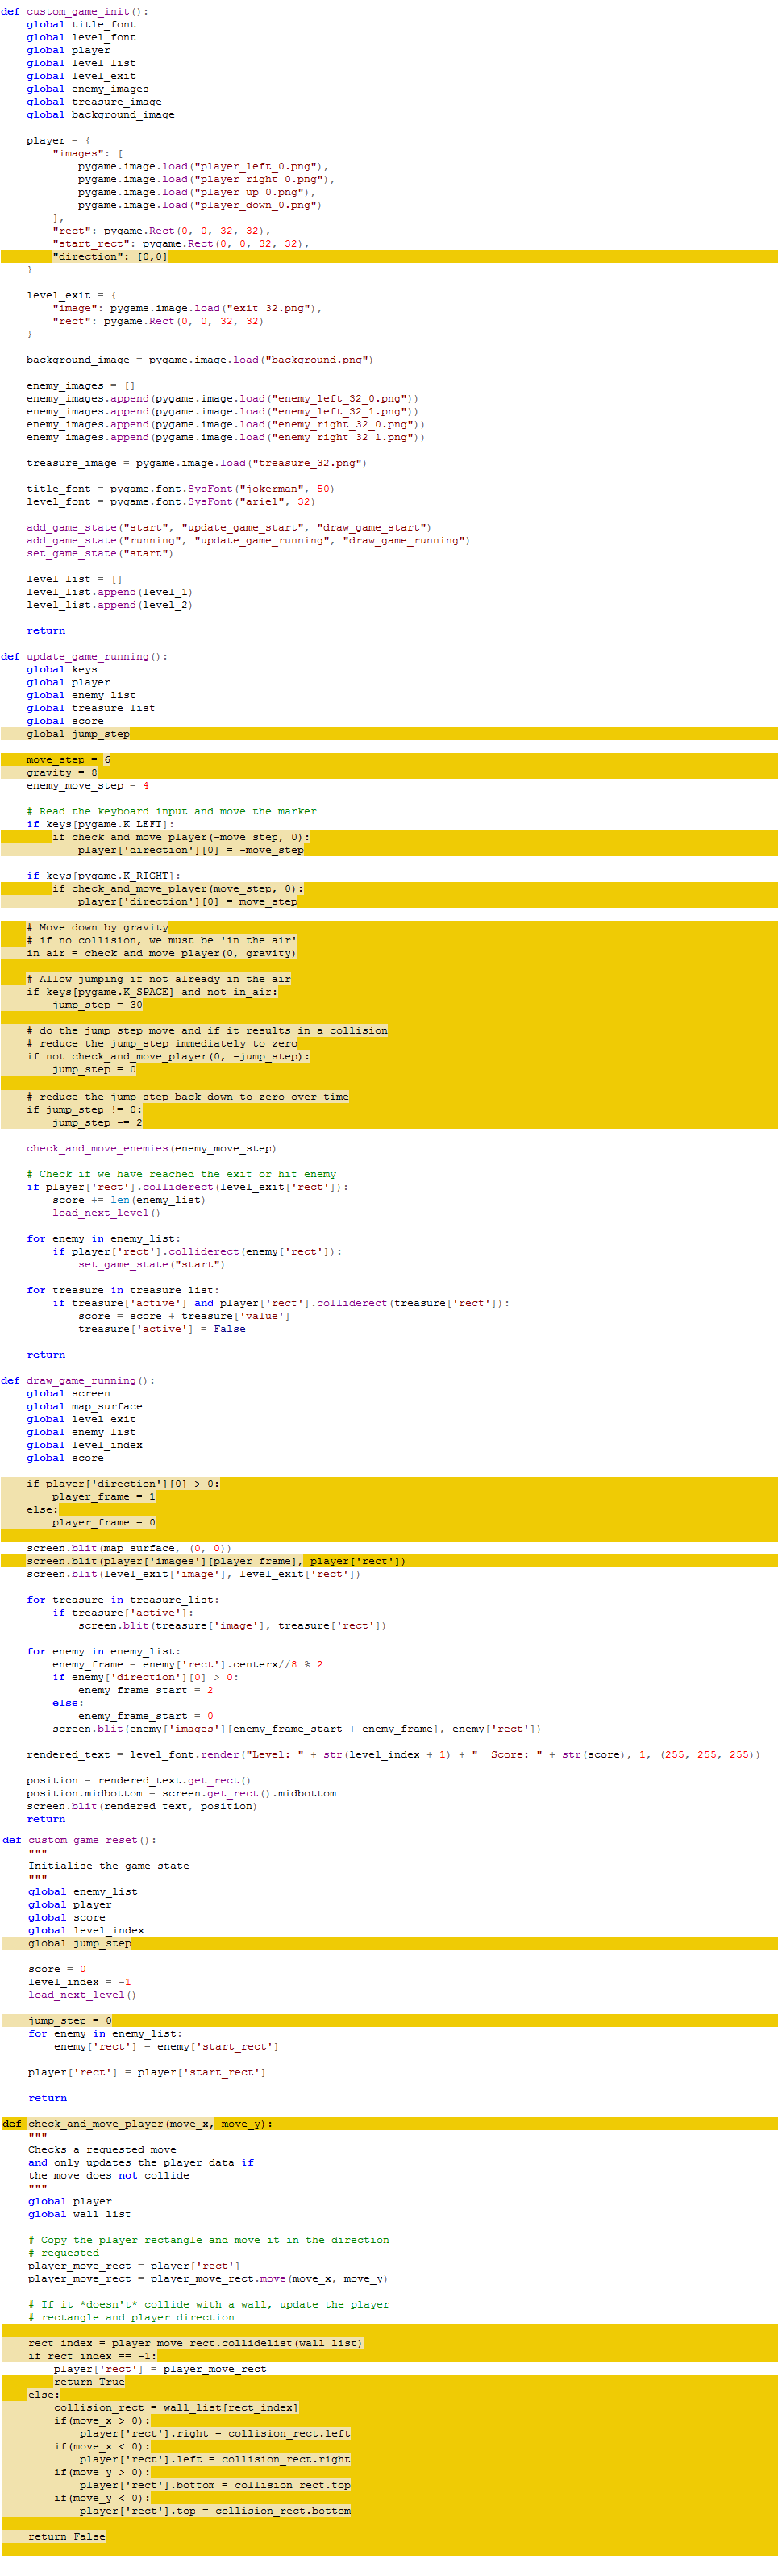 def custom_game_init():
    global title_font
    global level_font
    global player
    global level_list
    global level_exit
    global enemy_images
    global treasure_image
    global background_image

    player = {
        "images": [
            pygame.image.load("player_left_0.png"),
            pygame.image.load("player_right_0.png"),
            pygame.image.load("player_up_0.png"),
            pygame.image.load("player_down_0.png")
        ],
        "rect": pygame.Rect(0, 0, 32, 32),
        "start_rect": pygame.Rect(0, 0, 32, 32),
        "direction": [0,0]
    }

    level_exit = {
        "image": pygame.image.load("exit_32.png"),
        "rect": pygame.Rect(0, 0, 32, 32)
    }

    background_image = pygame.image.load("background.png")

    enemy_images = []
    enemy_images.append(pygame.image.load("enemy_left_32_0.png"))
    enemy_images.append(pygame.image.load("enemy_left_32_1.png"))
    enemy_images.append(pygame.image.load("enemy_right_32_0.png"))
    enemy_images.append(pygame.image.load("enemy_right_32_1.png"))

    treasure_image = pygame.image.load("treasure_32.png")

    title_font = pygame.font.SysFont("jokerman", 50)
    level_font = pygame.font.SysFont("ariel", 32)

    add_game_state("start", "update_game_start", "draw_game_start")
    add_game_state("running", "update_game_running", "draw_game_running")
    set_game_state("start")

    level_list = []
    level_list.append(level_1)
    level_list.append(level_2)

    return

def update_game_running():
    global keys
    global player
    global enemy_list
    global treasure_list
    global score
    global jump_step

    move_step = 6
    gravity = 8
    enemy_move_step = 4

    # Read the keyboard input and move the marker
    if keys[pygame.K_LEFT]:
        if check_and_move_player(-move_step, 0):
            player['direction'][0] = -move_step

    if keys[pygame.K_RIGHT]:
        if check_and_move_player(move_step, 0):
            player['direction'][0] = move_step

    # Move down by gravity
    # if no collision, we must be 'in the air'
    in_air = check_and_move_player(0, gravity)

    # Allow jumping if not already in the air
    if keys[pygame.K_SPACE] and not in_air:
        jump_step = 30

    # do the jump step move and if it results in a collision
    # reduce the jump_step immediately to zero
    if not check_and_move_player(0, -jump_step):
        jump_step = 0

    # reduce the jump step back down to zero over time
    if jump_step != 0:
        jump_step -= 2

    check_and_move_enemies(enemy_move_step)

    # Check if we have reached the exit or hit enemy
    if player['rect'].colliderect(level_exit['rect']):
        score += len(enemy_list)
        load_next_level()

    for enemy in enemy_list:
        if player['rect'].colliderect(enemy['rect']):
            set_game_state("start")

    for treasure in treasure_list:
        if treasure['active'] and player['rect'].colliderect(treasure['rect']):
            score = score + treasure['value']
            treasure['active'] = False

    return

def draw_game_running():
    global screen
    global map_surface
    global level_exit
    global enemy_list
    global level_index
    global score

    if player['direction'][0] > 0:
        player_frame = 1
    else:
        player_frame = 0

    screen.blit(map_surface, (0, 0))
    screen.blit(player['images'][player_frame], player['rect'])
    screen.blit(level_exit['image'], level_exit['rect'])

    for treasure in treasure_list:
        if treasure['active']:
            screen.blit(treasure['image'], treasure['rect'])

    for enemy in enemy_list:
        enemy_frame = enemy['rect'].centerx//8 % 2
        if enemy['direction'][0] > 0:
            enemy_frame_start = 2
        else:
            enemy_frame_start = 0
        screen.blit(enemy['images'][enemy_frame_start + enemy_frame], enemy['rect'])

    rendered_text = level_font.render("Level: " + str(level_index + 1) + "  Score: " + str(score), 1, (255, 255, 255))

    position = rendered_text.get_rect()
    position.midbottom = screen.get_rect().midbottom
    screen.blit(rendered_text, position)
    return

def custom_game_reset():
    """
    Initialise the game state
    """
    global enemy_list
    global player
    global score
    global level_index
    global jump_step

    score = 0
    level_index = -1
    load_next_level()

    jump_step = 0
    for enemy in enemy_list:
        enemy['rect'] = enemy['start_rect']

    player['rect'] = player['start_rect']

    return

def check_and_move_player(move_x, move_y):
    """
    Checks a requested move
    and only updates the player data if
    the move does not collide
    """
    global player
    global wall_list

    # Copy the player rectangle and move it in the direction
    # requested
    player_move_rect = player['rect']
    player_move_rect = player_move_rect.move(move_x, move_y)

    # If it *doesn't* collide with a wall, update the player
    # rectangle and player direction

    rect_index = player_move_rect.collidelist(wall_list)
    if rect_index == -1:
        player['rect'] = player_move_rect
        return True
    else:
        collision_rect = wall_list[rect_index]
        if(move_x > 0):
            player['rect'].right = collision_rect.left
        if(move_x < 0):
            player['rect'].left = collision_rect.right
        if(move_y > 0):
            player['rect'].bottom = collision_rect.top
        if(move_y < 0):
            player['rect'].top = collision_rect.bottom

    return False